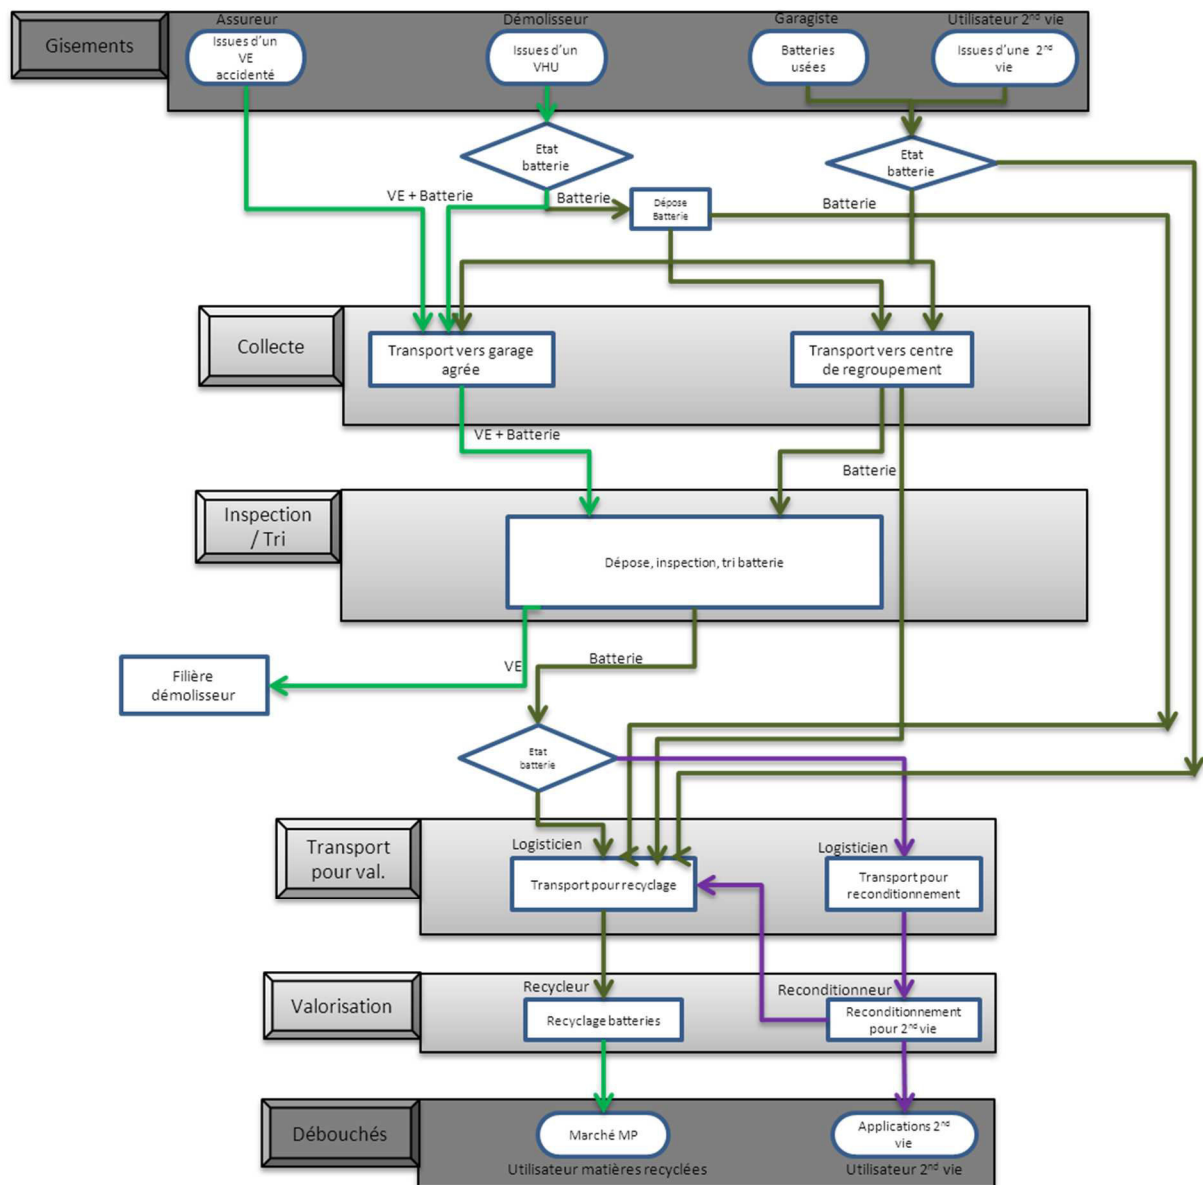 Gisements
Assureur
Issues d'un
VE
accidenté
Démolisseur
Issues d'un
VHU
Garagiste
Batteries
usées
Utilisateur 2nd vie
Issues d'une 2nd
vie
Etat
batterie
Etat
batterie
VE + Batterie
Batterie
Dépose
Batterie
Batterie
Collecte
Transport vers garage
agrée
Transport vers centre
de regroupement
VE + Batterie
Batterie
Inspection
/ Tri
Dépose, inspection, tri batterie
VE
Batterie
Filière
démolisseur
Etat
batterie
Transport
pour val.
Logisticien
Transport pour recyclage
Logisticien
Transport pour
reconditionnement
Valorisation
Recycleur
Recyclage batteries
Reconditionneur
Reconditionnement
pour 2nd vie
Débouchés
Marché MP
Utilisateur matières recyclées
Applications 2nd
vie
Utilisateur 2nd vie